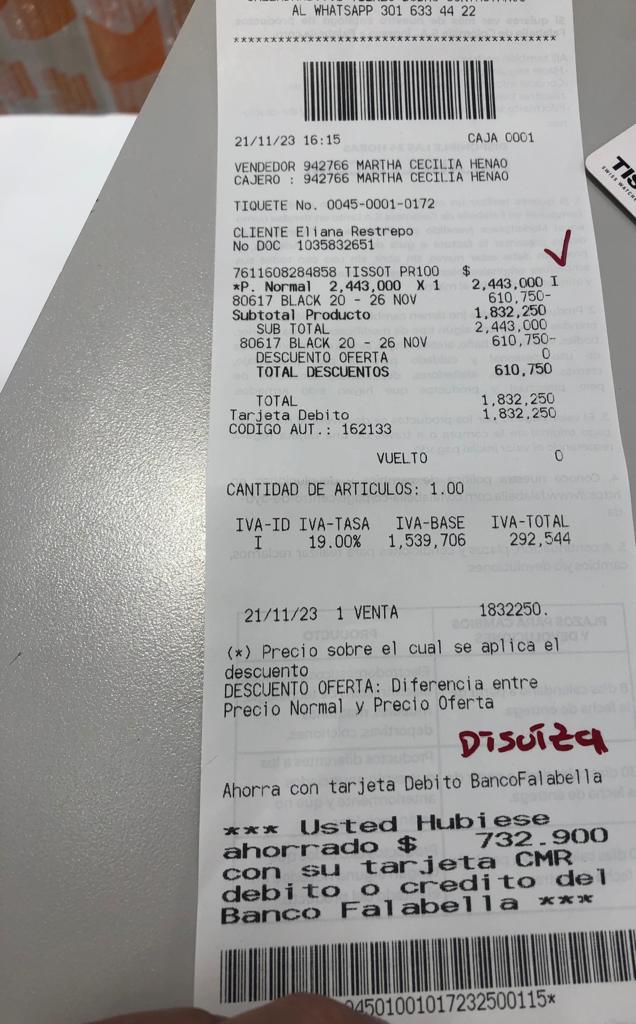 AL WHATSAPP 301 633 44 22
****************************************
21/11/23 16:15 CAJA 0001
VENDEDOR 942766 MARTHA CECILIA HENAO
CAJERO : 942766 MARTHA CECILIA HENAO
TIQUETE No. 0045-0001-0172
CLIENTE Eliana Restrepo
No DOC 1035832651
7611608284858 TISSOT PR100 $
*P. Normal 2,443,000 X 1 2,443,000 I
80617 BLACK 20 - 26 NOV 610,750-
Subtotal Producto 1,832,250
SUB TOTAL 2,443,000
80617 BLACK 20 - 26 NOV 610,750-
DESCUENTO OFERTA 0
TOTAL DESCUENTOS 610,750
TOTAL 1,832,250
Tarjeta Debito 1,832,250
CODIGO AUT.: 162133
VUELTO 0
CANTIDAD DE ARTICULOS: 1.00
IVA-ID IVA-TASA IVA-BASE IVA-TOTAL
I 19.00% 1,539,706 292,544
21/11/23 1 VENTA 1832250.
(*) Precio sobre el cual se aplica el
descuento
DESCUENTO OFERTA: Diferencia entre
Precio Normal y Precio Oferta
DISUIZA
Ahorra con tarjeta Debito BancoFalabella
*** Usted Hubiese
ahorrado $ 732.900
con su tarjeta CMR
debito o credito del
Banco Falabella ***